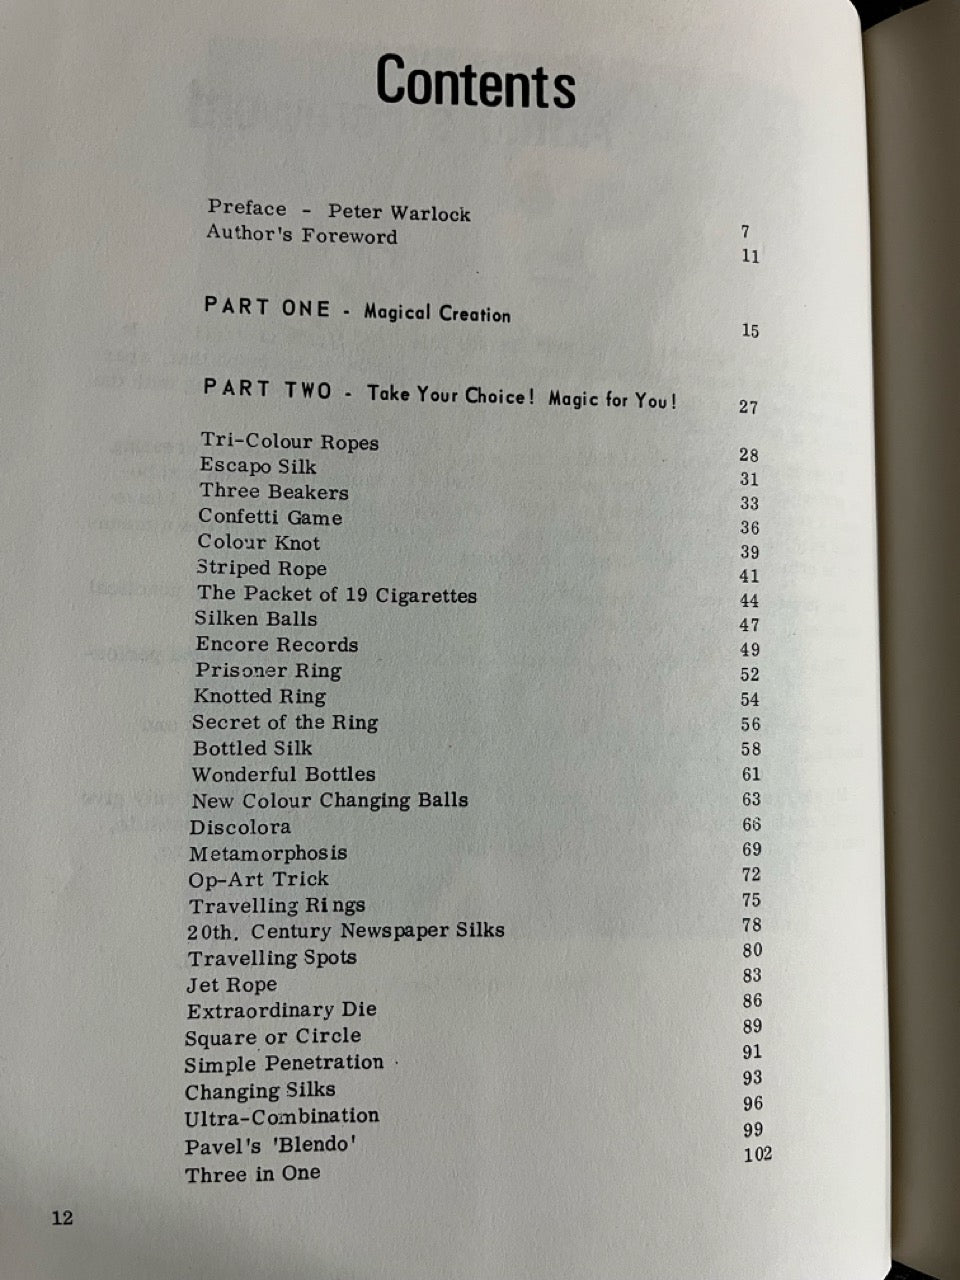 Contents
Preface - Peter Warlock 7
Author's Foreword 11
PART ONE - Magical Creation 15
PART TWO - Take Your Choice! Magic for You! 27
Tri-Colour Ropes 28
Escapo Silk 31
Three Beakers 33
Confetti Game 36
Colour Knot 39
Striped Rope 41
The Packet of 19 Cigarettes 44
Silken Balls 47
Encore Records 49
Prisoner Ring 52
Knotted Ring 54
Secret of the Ring 56
Bottled Silk 58
Wonderful Bottles 61
New Colour Changing Balls 63
Discolora 66
Metamorphosis 69
Op-Art Trick 72
Travelling Rings 75
20th. Century Newspaper Silks 78
Travelling Spots 80
Jet Rope 83
Extraordinary Die 86
Square or Circle 89
Simple Penetration 91
Changing Silks 93
Ultra-Combination 96
Pavel's 'Blendo' 99
Three in One 102
12